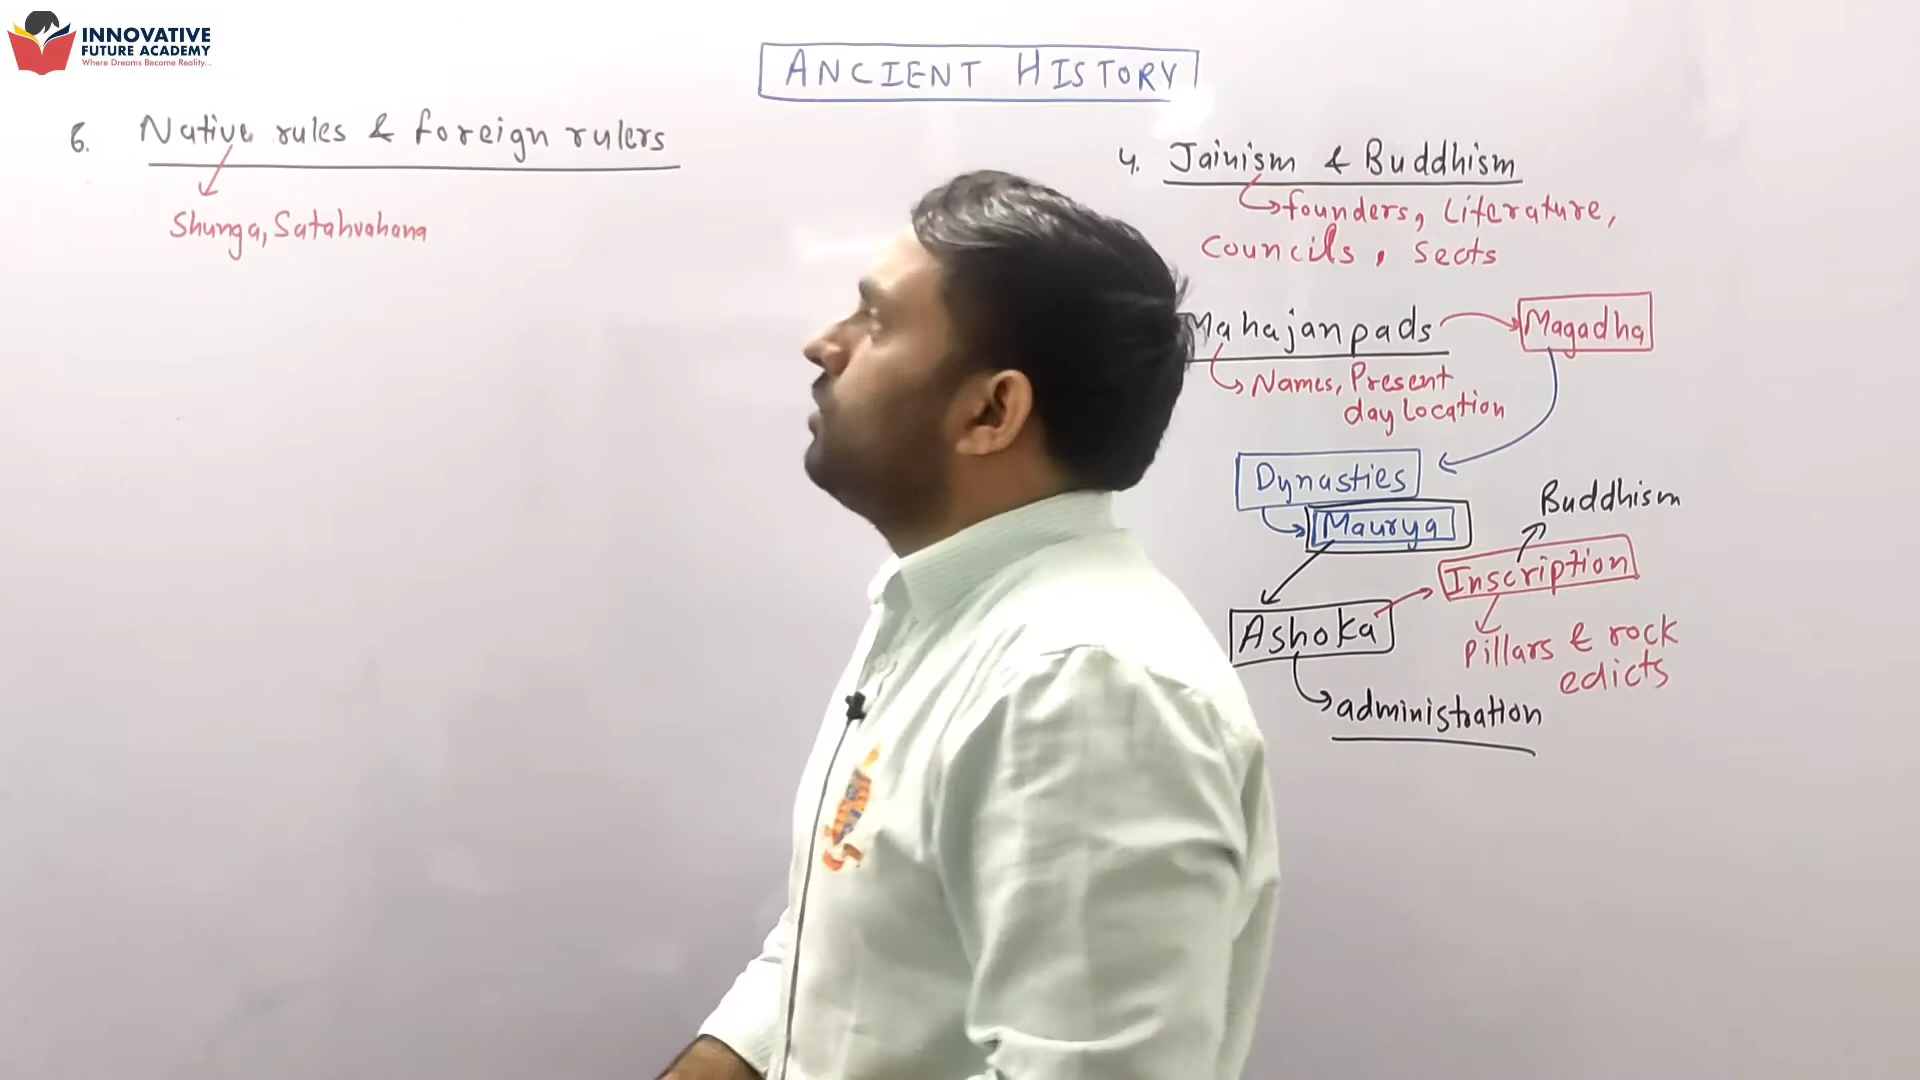 INNOVATIVE
FUTURE ACADEMY
Where Dreams Become Reality...
ANCIENT HISTORY
6. Native rules & foreign rulers
Shunga, Satahvahana
4. Jainism & Buddhism
founders, Literature,
Councils, Sects
Mahajanpads
Magadha
Names, Present
day Location
Dynasties
Maurya
Buddhism
Inscription
Ashoka
Pillars & rock
edicts
administration